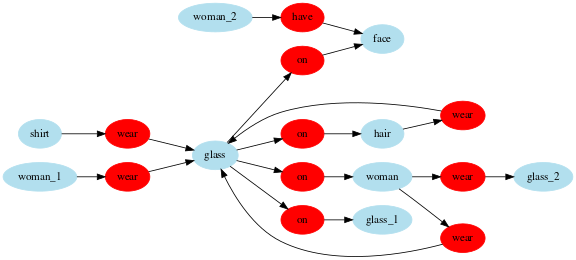 woman_2
have
face
on
shirt
wear
glass
on
hair
wear
woman_1
wear
on
woman
wear
glass_2
on
glass_1
wear